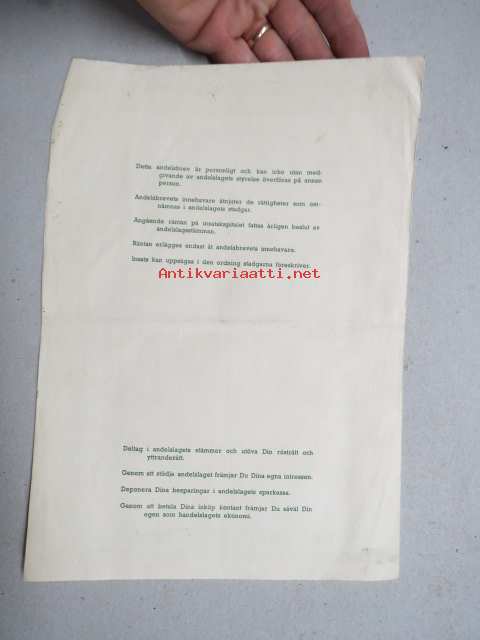 Detta andelsbrev är personligt och kan icke utan med-
givande av andelslagets styrelse överföras på annan
person.
Andelsbrevets innehavare åtnjuter de rättigheter som om-
nämnas i andelslagets stadgar.
Angående räntan på insatskapitalet fattas årligen beslut av
andelslagsstämman.
Räntan erlägges endast åt andelsbrevets innehavare.
Insats kan uppsägas i den ordning stadgarna föreskriver.
Antikvariaatti.net
Deltag i andelslagets stämmor och utöva Din rösträtt och
yttranderätt.
Genom att stödja andelslaget främjar Du Dina egna intressen.
Deponera Dina besparingar i andelslagets sparkassa.
Genom att betala Dina inköp kontant främjar Du såväl Din
egen som handelslagets ekonomi.